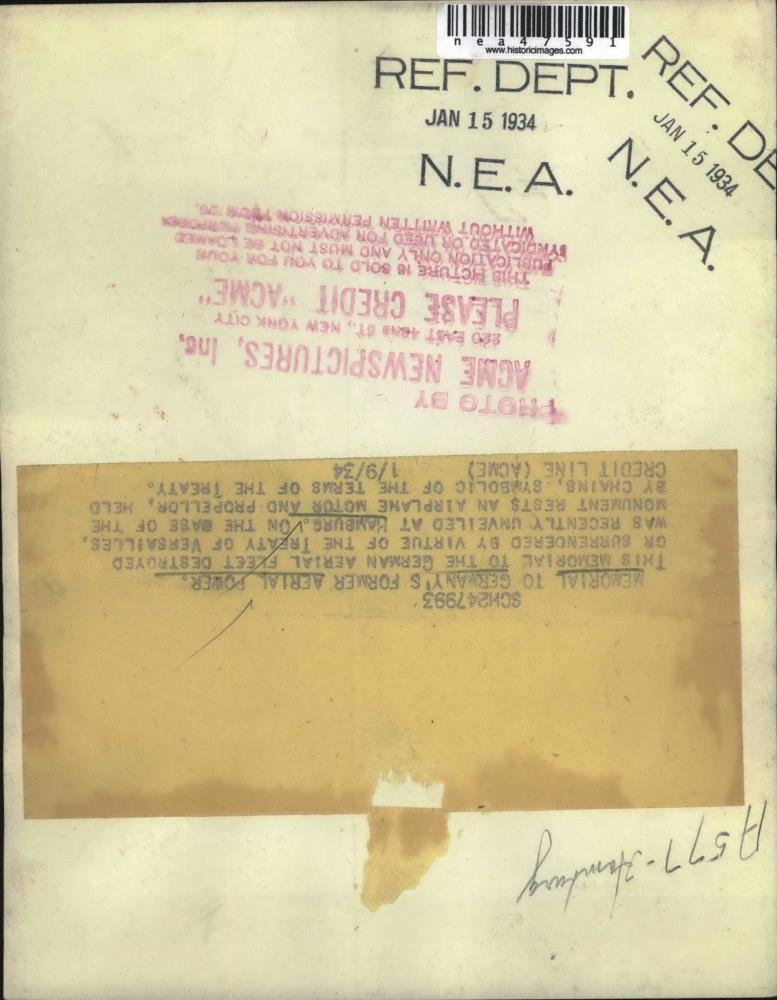 nea47591
www.historicimages.com
REF. DEPT.
JAN 15 1934
N. E. A.
REF. DE
JAN 15 1934
N. E. A.
PHOTO BY
ACME NEWSPICTURES, Inc.
220 EAST 42ND ST., NEW YORK CITY
PLEASE CREDIT "ACME"
THIS PICTURE IS SOLD TO YOU FOR YOUR
PUBLICATION ONLY AND MUST NOT BE LOANED
SYNDICATED OR USED FOR ADVERTISING PURPOSES
WITHOUT WRITTEN PERMISSION FROM US.
SCH247993
MEMORIAL TO GERMANY'S FORMER AERIAL POWER.
THIS MEMORIAL TO THE GERMAN AERIAL FLEET DESTROYED
OR SURRENDERED BY VIRTUE OF THE TREATY OF VERSAILLES,
WAS RECENTLY UNVEILED AT HAMBURG. ON THE BASE OF THE
MONUMENT RESTS AN AIRPLANE MOTOR AND PROPELLOR, HELD
BY CHAINS, SYMBOLIC OF THE TERMS OF THE TREATY.
CREDIT LINE (ACME) 1/9/34
A577-Hamburg